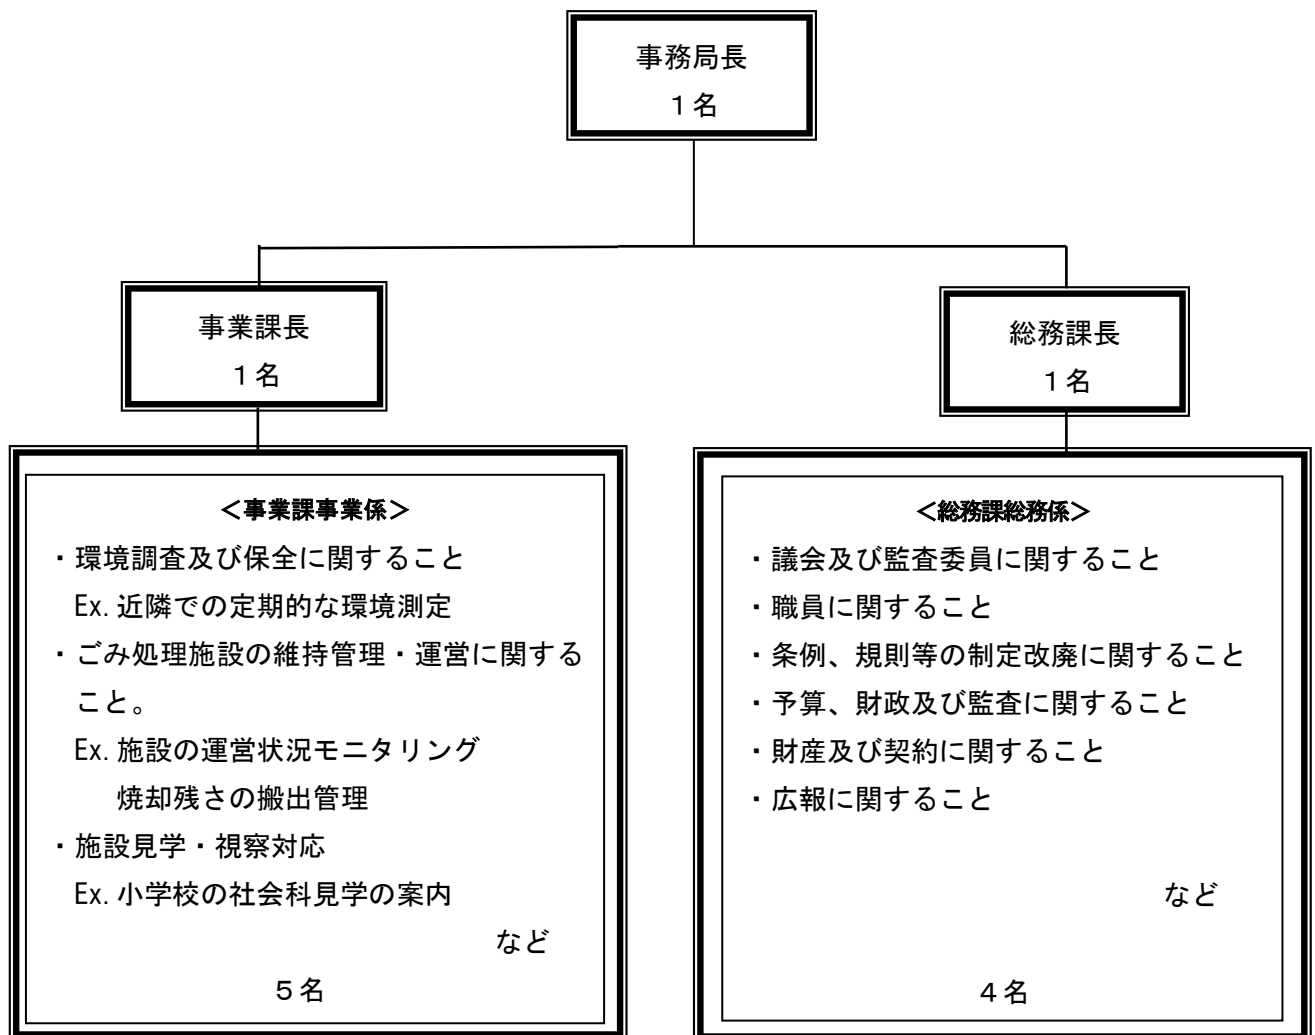 事務局長
１名
事業課長
１名
総務課長
１名
＜事業課事業係＞
・環境調査及び保全に関すること
Ex.近隣での定期的な環境測定
・ごみ処理施設の維持管理・運営に関する
こと。
Ex.施設の運営状況モニタリング
焼却残さの搬出管理
・施設見学・視察対応
Ex.小学校の社会科見学の案内
など
５名
＜総務課総務係＞
・議会及び監査委員に関すること
・職員に関すること
・条例、規則等の制定改廃に関すること
・予算、財政及び監査に関すること
・財産及び契約に関すること
・広報に関すること
など
４名